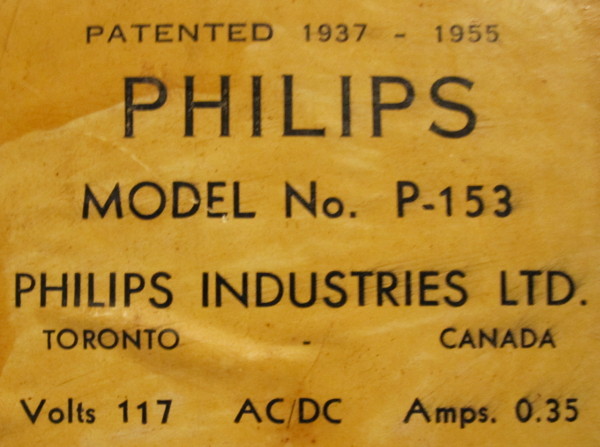 PATENTED 1937 - 1955
PHILIPS
MODEL No. P-153
PHILIPS INDUSTRIES LTD.
TORONTO - CANADA
Volts 117 AC/DC Amps. 0.35